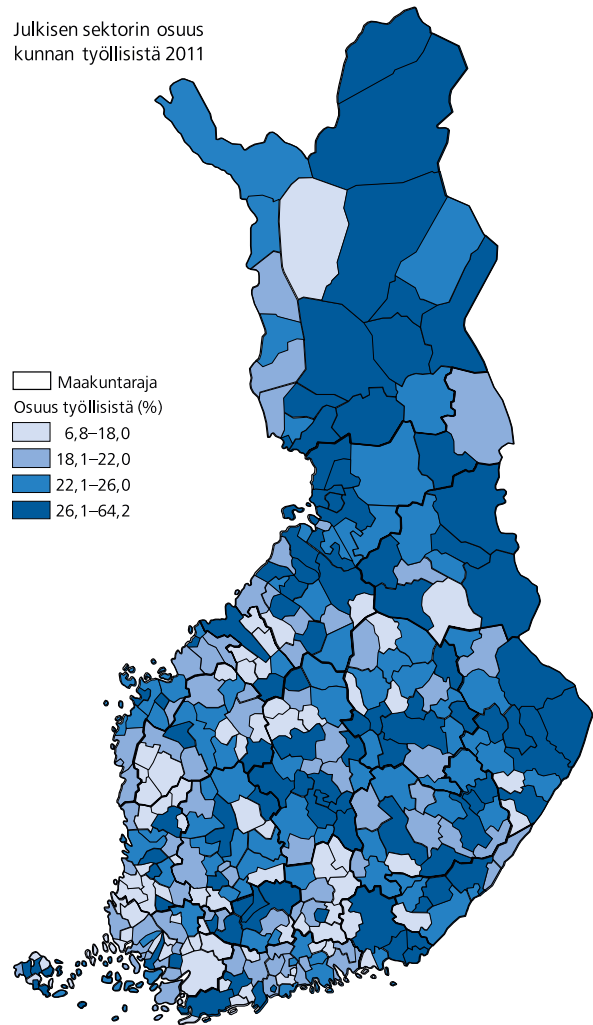 Julkisen sektorin osuus
kunnan työllisistä 2011
Maakuntaraja
Osuus työllisistä (%)
6,8–18,0
18,1–22,0
22,1–26,0
26,1–64,2